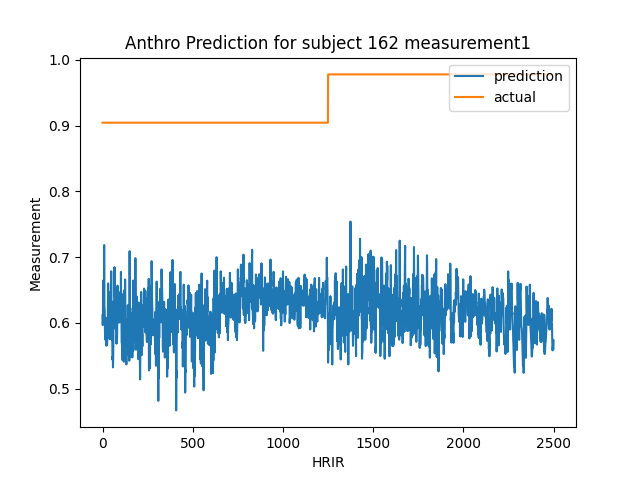 Anthro Prediction for subject 162 measurement1
prediction
actual
Measurement
1.0
0.9
0.8
0.7
0.6
0.5
0 500 1000 1500 2000 2500
HRIR